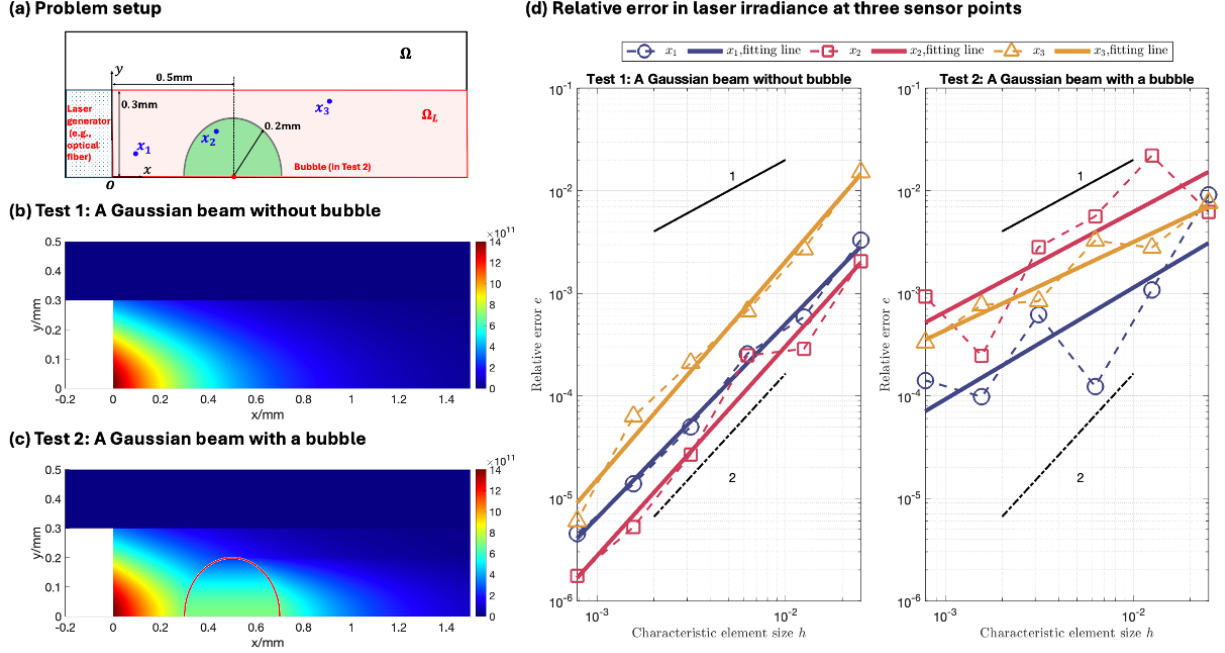 (a) Problem setup
y
Ω
0.5mm
Laser generator (e.g., optical fiber)
0.3mm
x₃
Ω_L
x₂
0.2mm
x₁
x
Bubble (in Test 2)
O
(b) Test 1: A Gaussian beam without bubble
×10¹¹
y/mm
0.5
0.4
0.3
0.2
0.1
0
-0.2 0 0.2 0.4 0.6 0.8 1 1.2 1.4
x/mm
14
12
10
8
6
4
2
0
(c) Test 2: A Gaussian beam with a bubble
×10¹¹
y/mm
0.5
0.4
0.3
0.2
0.1
0
-0.2 0 0.2 0.4 0.6 0.8 1 1.2 1.4
x/mm
14
12
10
8
6
4
2
0
(d) Relative error in laser irradiance at three sensor points
x₁ x₁,fitting line x₂ x₂,fitting line x₃ x₃,fitting line
Test 1: A Gaussian beam without bubble
Relative error e
10⁻¹
10⁻²
10⁻³
10⁻⁴
10⁻⁵
10⁻⁶
1
2
10⁻³ 10⁻²
Characteristic element size h
Test 2: A Gaussian beam with a bubble
Relative error e
10⁻¹
10⁻²
10⁻³
10⁻⁴
10⁻⁵
10⁻⁶
1
2
10⁻³ 10⁻²
Characteristic element size h